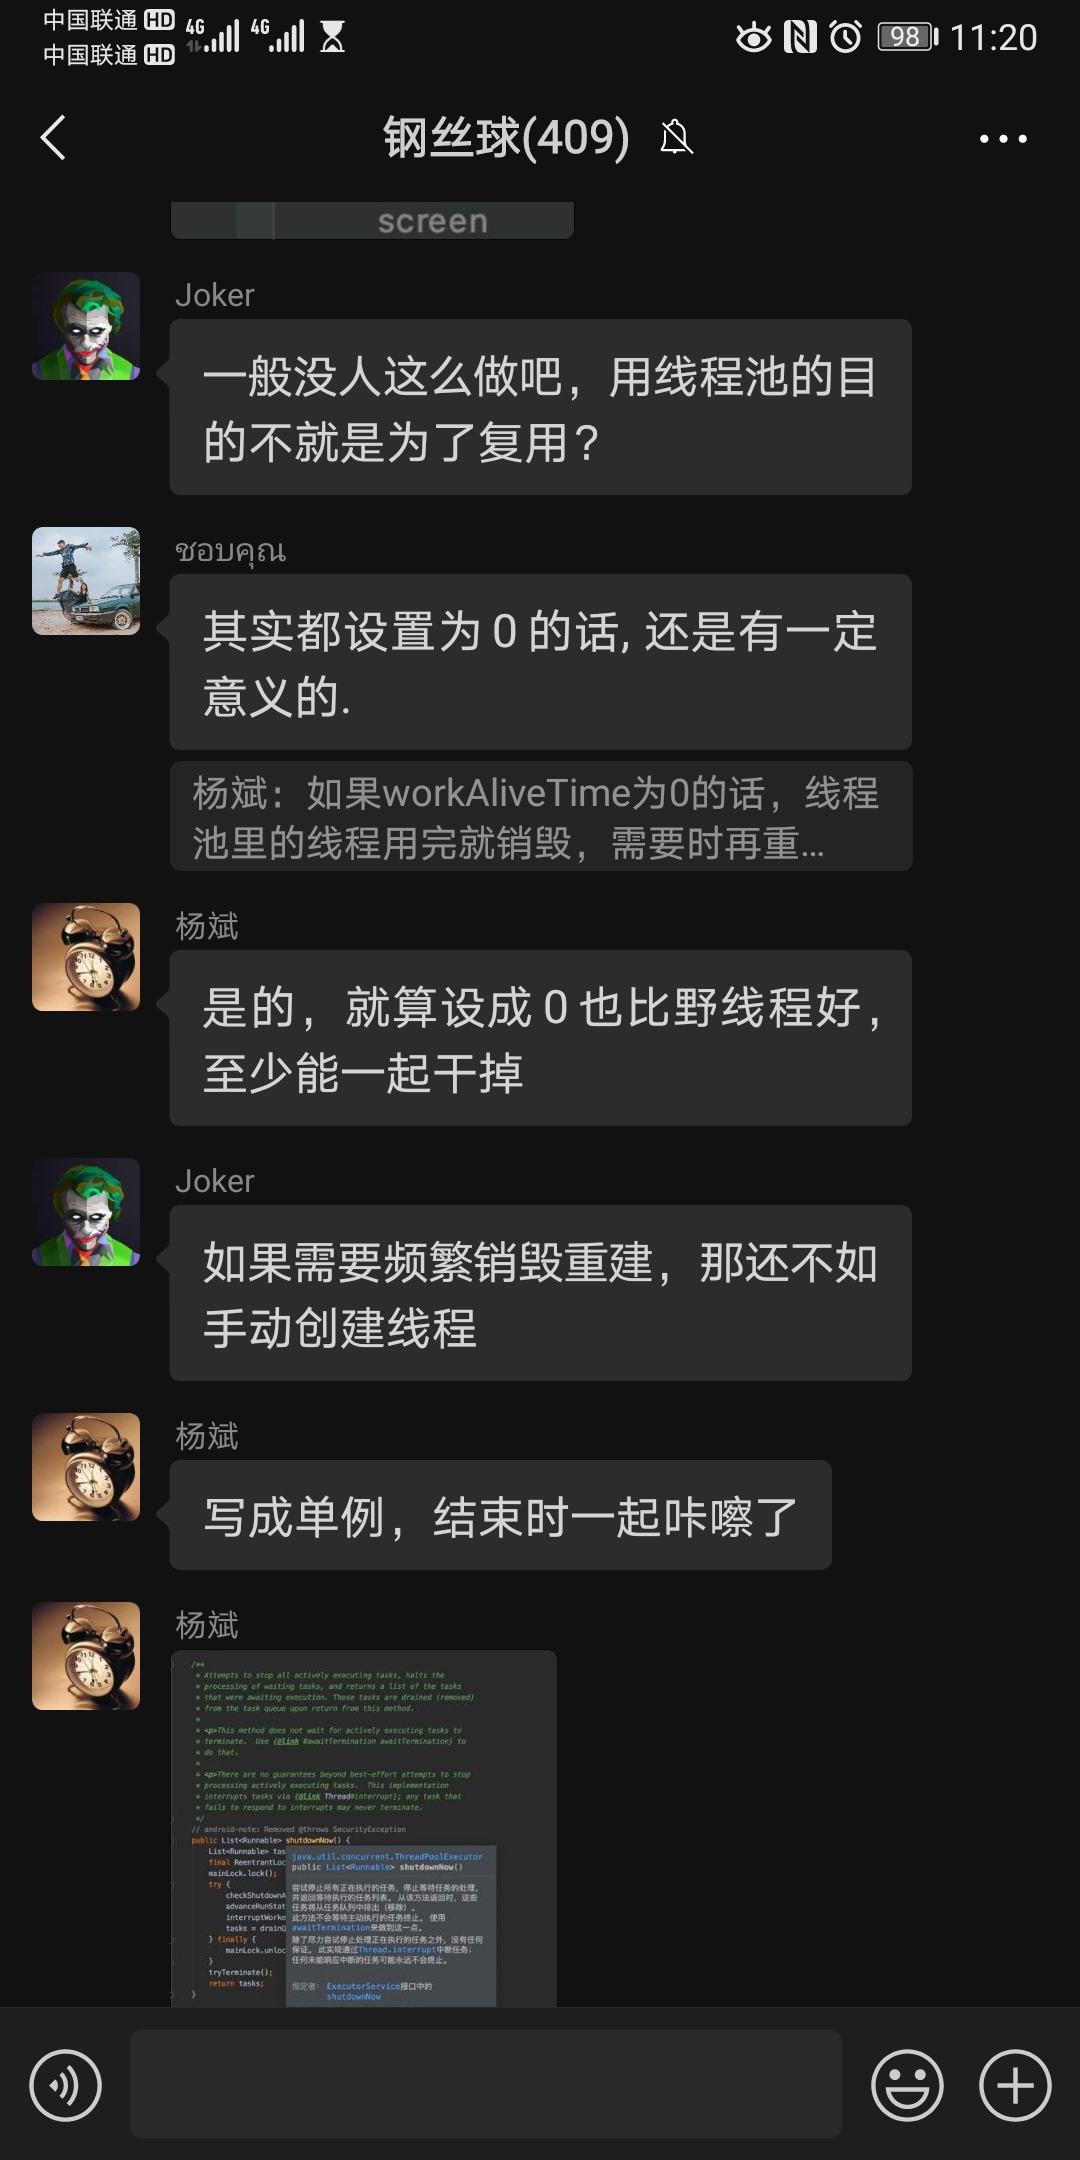 中国联通 HD 4G 4G 98 11:20
中国联通 HD
钢丝球(409)
screen
Joker
一般没人这么做吧，用线程池的目
的不就是为了复用？
ชอบคุณ
其实都设置为 0 的话, 还是有一定
意义的.
杨斌：如果workAliveTime为0的话，线程
池里的线程用完就销毁，需要时再重...
杨斌
是的，就算设成 0 也比野线程好，
至少能一起干掉
Joker
如果需要频繁销毁重建，那还不如
手动创建线程
杨斌
写成单例，结束时一起咔嚓了
杨斌
/**
* Attempts to stop all actively executing tasks, halts the
* processing of waiting tasks, and returns a list of the tasks
* that were awaiting execution. These tasks are drained (removed)
* from the task queue upon return from this method.
*
* <p>This method does not wait for actively executing tasks to
* terminate.  Use {@link #awaitTermination awaitTermination} to
* do that.
*
* <p>There are no guarantees beyond best-effort attempts to stop
* processing actively executing tasks.  This implementation
* interrupts tasks via {@link Thread#interrupt}; any task that
* fails to respond to interrupts may never terminate.
*/
// android-note: Removed @throws SecurityException
public List<Runnable> shutdownNow() {
List<Runnable> tas
final ReentrantLoc
mainLock.lock();
try {
checkShutdownA
advanceRunStat
interruptWorke
tasks = drainQ
} finally {
mainLock.unloc
}
tryTerminate();
return tasks;
}
java.util.concurrent.ThreadPoolExecutor
public List<Runnable> shutdownNow()
尝试停止所有正在执行的任务，停止等待任务的处理，
并返回等待执行的任务列表。 从该方法返回时，这些
任务将从任务队列中排出（移除）。
此方法不会等待主动执行的任务终止。 使用
awaitTermination来做到这一点。
除了尽力尝试停止处理正在执行的任务之外，没有任何
保证。 此实现通过Thread.interrupt中断任务；
任何未能响应中断的任务可能永远不会终止。
指定者： ExecutorService接口中的
shutdownNow